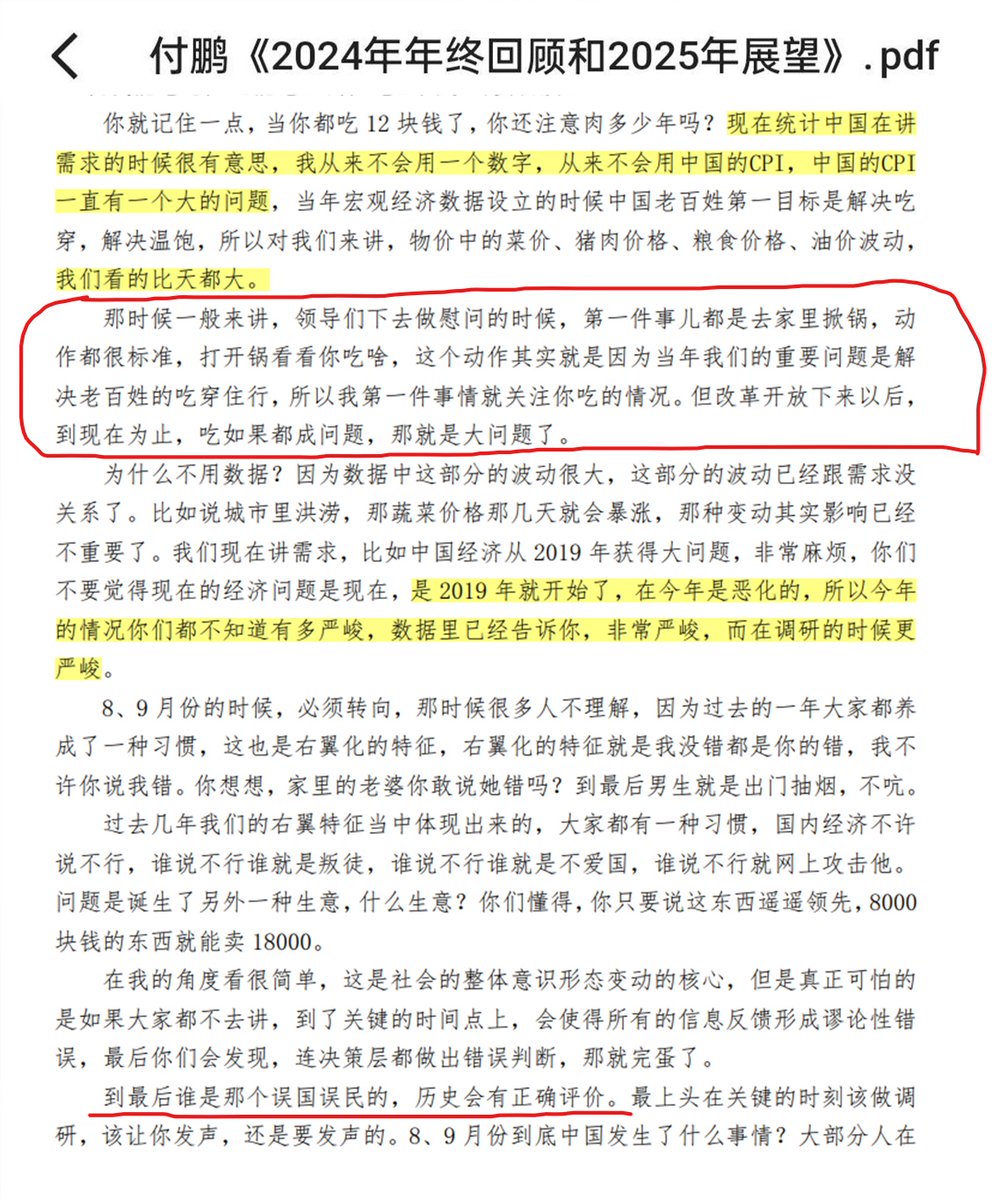 付鹏《2024年年终回顾和2025年展望》.pdf
你就记住一点，当你都吃 12 块钱了，你还注意肉多少年吗？现在统计中国在讲
需求的时候很有意思，我从来不会用一个数字，从来不会用中国的CPI，中国的CPI
一直有一个大的问题，当年宏观经济数据设立的时候中国老百姓第一目标是解决吃
穿，解决温饱，所以对我们来讲，物价中的菜价、猪肉价格、粮食价格、油价波动，
我们看的比天都大。
那时候一般来讲，领导们下去做慰问的时候，第一件事儿都是去家里掀锅，动
作都很标准，打开锅看看你吃啥，这个动作其实就是因为当年我们的重要问题是解
决老百姓的吃穿住行，所以我第一件事情就关注你吃的情况。但改革开放下来以后，
到现在为止，吃如果都成问题，那就是大问题了。
为什么不用数据？因为数据中这部分的波动很大，这部分的波动已经跟需求没
关系了。比如说城市里洪涝，那蔬菜价格那几天就会暴涨，那种变动其实影响已经
不重要了。我们现在讲需求，比如中国经济从 2019 年获得大问题，非常麻烦，你们
不要觉得现在的经济问题是现在，是 2019 年就开始了，在今年是恶化的，所以今年
的情况你们都不知道有多严峻，数据里已经告诉你，非常严峻，而在调研的时候更
严峻。
8、9 月份的时候，必须转向，那时候很多人不理解，因为过去的一年大家都养
成了一种习惯，这也是右翼化的特征，右翼化的特征就是我没错都是你的错，我不
许你说我错。你想想，家里的老婆你敢说她错吗？到最后男生就是出门抽烟，不吭。
过去几年我们的右翼特征当中体现出来的，大家都有一种习惯，国内经济不许
说不行，谁说不行谁就是叛徒，谁说不行谁就是不爱国，谁说不行就网上攻击他。
问题是诞生了另外一种生意，什么生意？你们懂得，你只要说这东西遥遥领先，8000
块钱的东西就能卖 18000。
在我的角度看很简单，这是社会的整体意识形态变动的核心，但是真正可怕的
是如果大家都不去讲，到了关键的时间点上，会使得所有的信息反馈形成谬论性错
误，最后你们会发现，连决策层都做出错误判断，那就完蛋了。
到最后谁是那个误国误民的，历史会有正确评价。最上头在关键的时刻该做调
研，该让你发声，还是要发声的。8、9 月份到底中国发生了什么事情？大部分人在